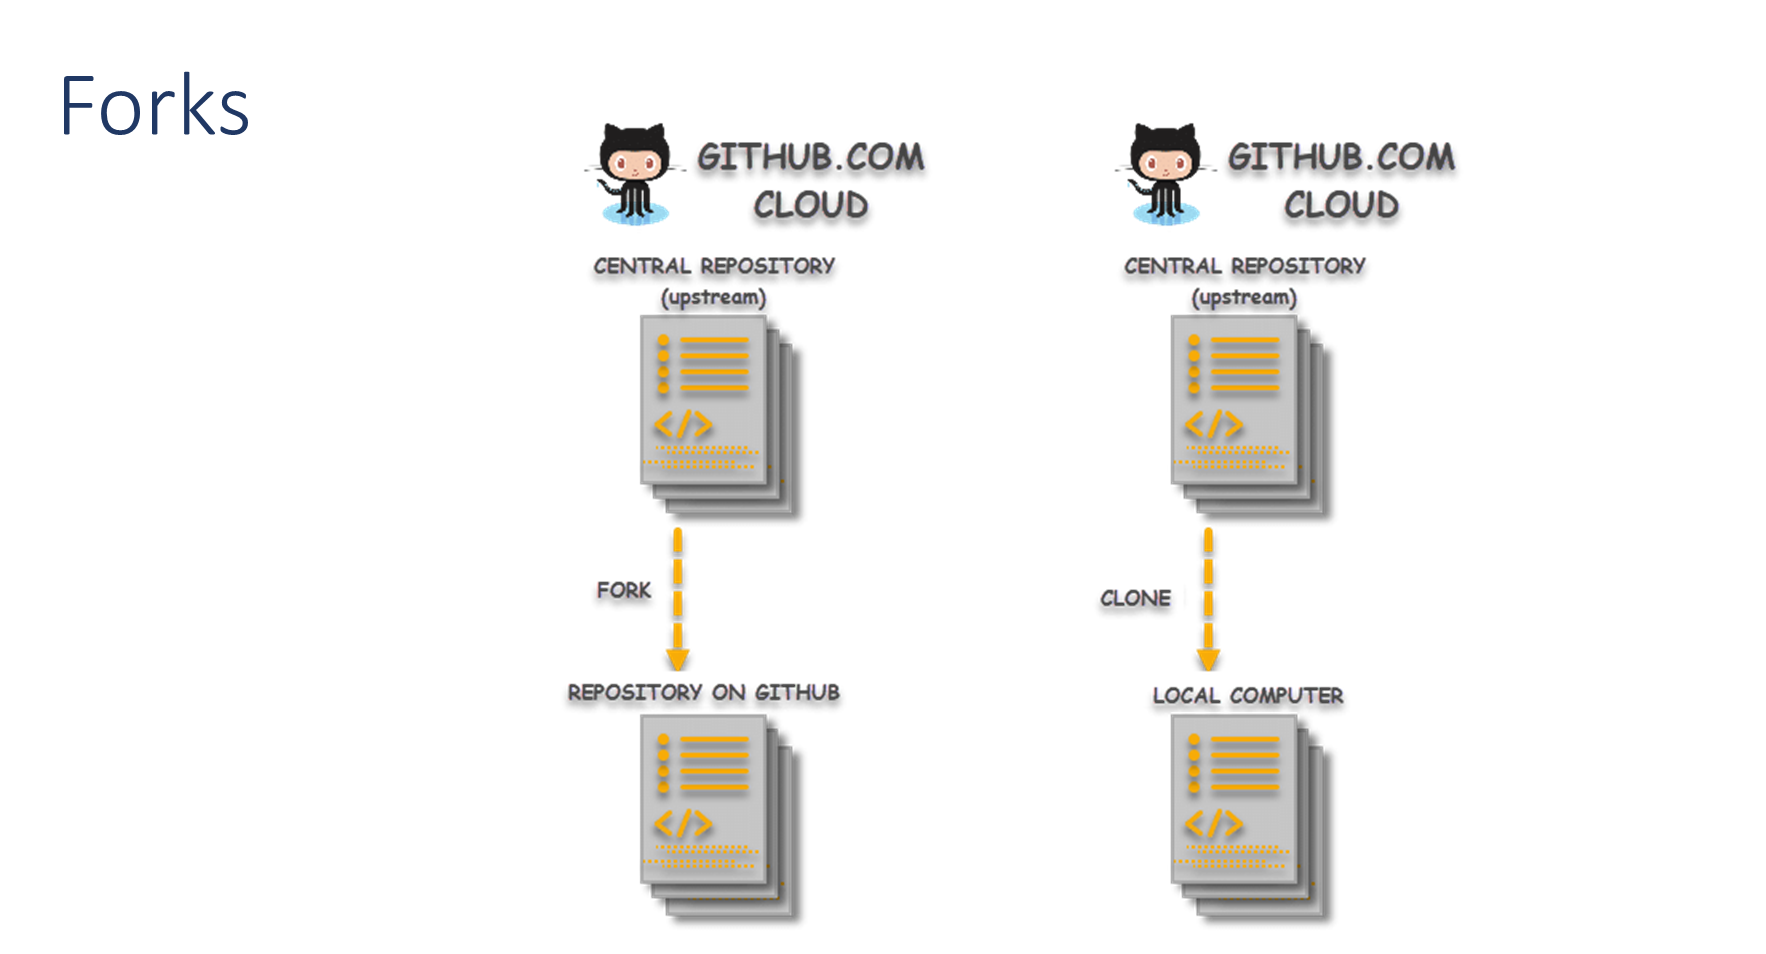 Forks
GITHUB.COM
CLOUD
CENTRAL REPOSITORY
(upstream)
</>
FORK
REPOSITORY ON GITHUB
</>
GITHUB.COM
CLOUD
CENTRAL REPOSITORY
(upstream)
</>
CLONE
LOCAL COMPUTER
</>